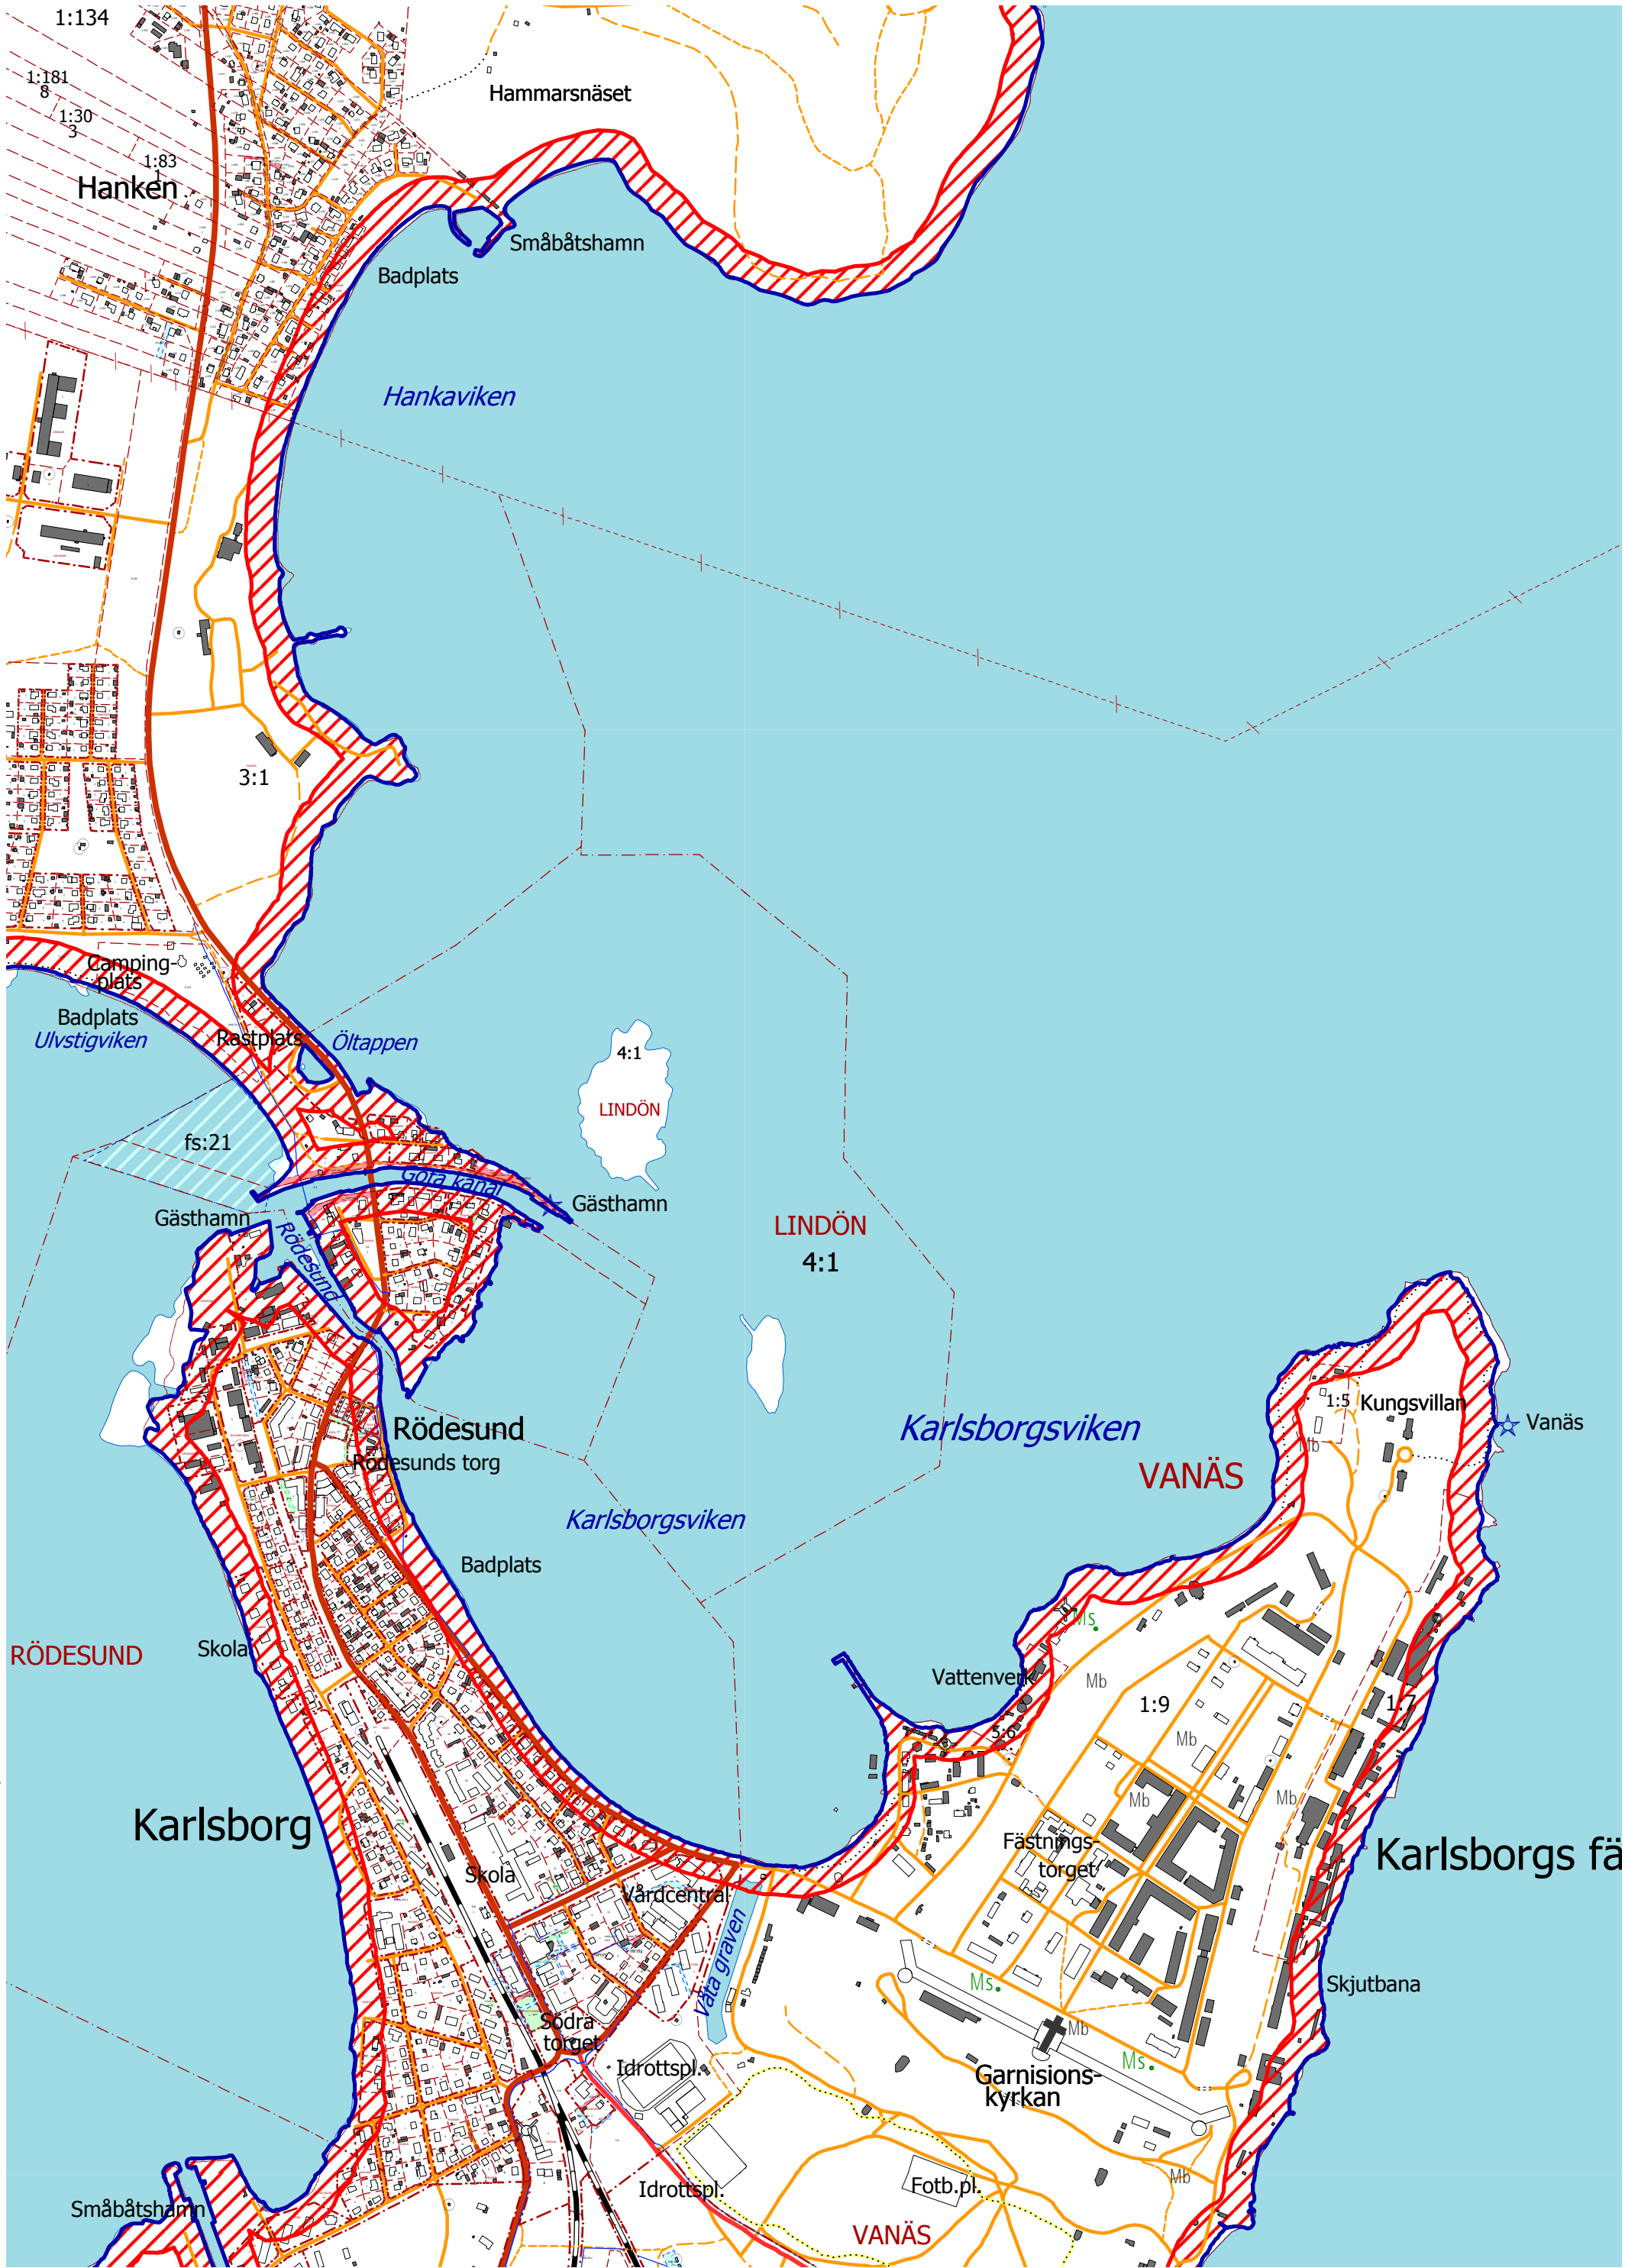 1:134
1:181
8
1:30
3
1:83
1
Hanken
Hammarsnäset
Småbåtshamn
Badplats
Hankaviken
3:1
Camping-
plats
Badplats
Ulvstigviken
Rastplats
Öltappen
4:1
LINDÖN
fs:21
Göta kanal
Gästhamn
Gästhamn
Rödesund
LINDÖN
4:1
Rödesund
Rödesunds torg
Karlsborgsviken
VANÄS
1:5
Kungsvillan
Mb
Vanäs
Karlsborgsviken
Badplats
Ms
RÖDESUND
Skola
Vattenverk
Mb
1:9
1:7
5:6
Mb
Mb
Mb
Karlsborg
Fästnings-
torget
Karlsborgs fä
Skola
Vårdcentral
Våta graven
Ms
Skjutbana
Södra
torget
Mb
Idrottspl.
Ms
Garnisions-
kyrkan
Mb
Idrottspl.
Fotb.pl.
Småbåtshamn
VANÄS